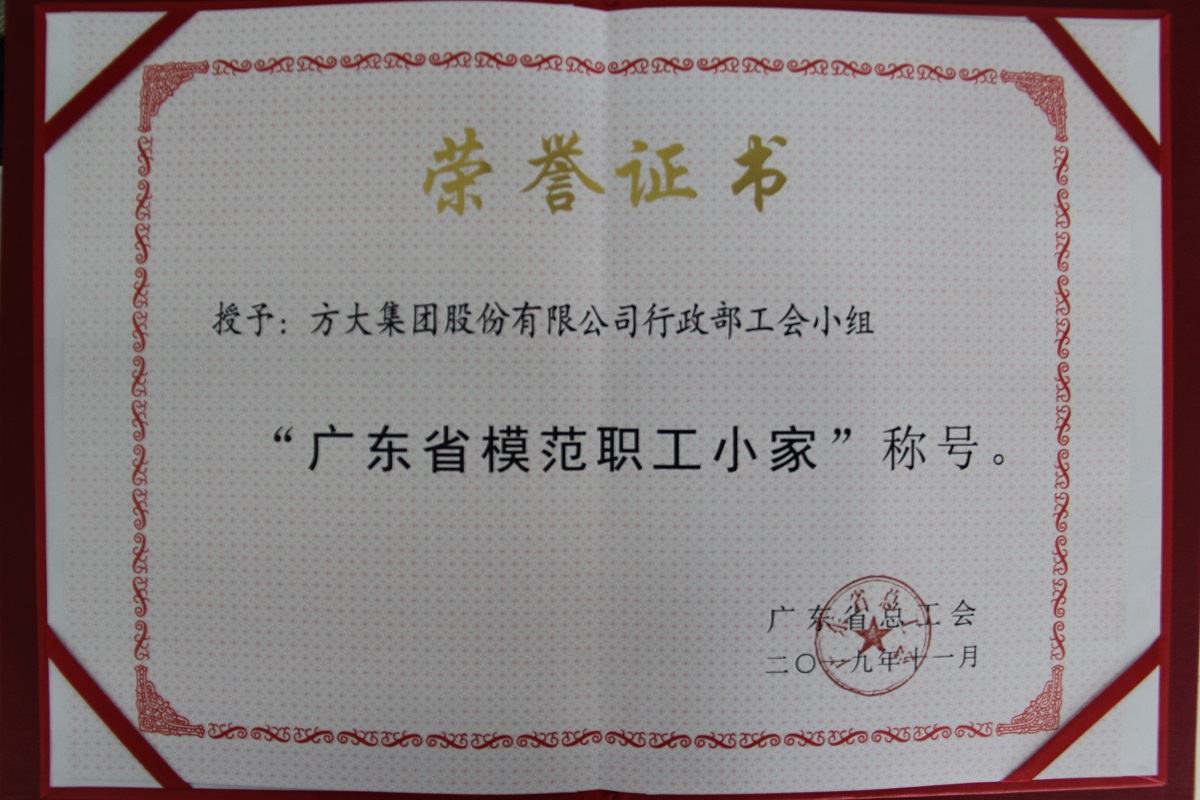 荣誉证书
授予：方大集团股份有限公司行政部工会小组
“广东省模范职工小家”称号。
广东省总工会
二〇一九年十一月